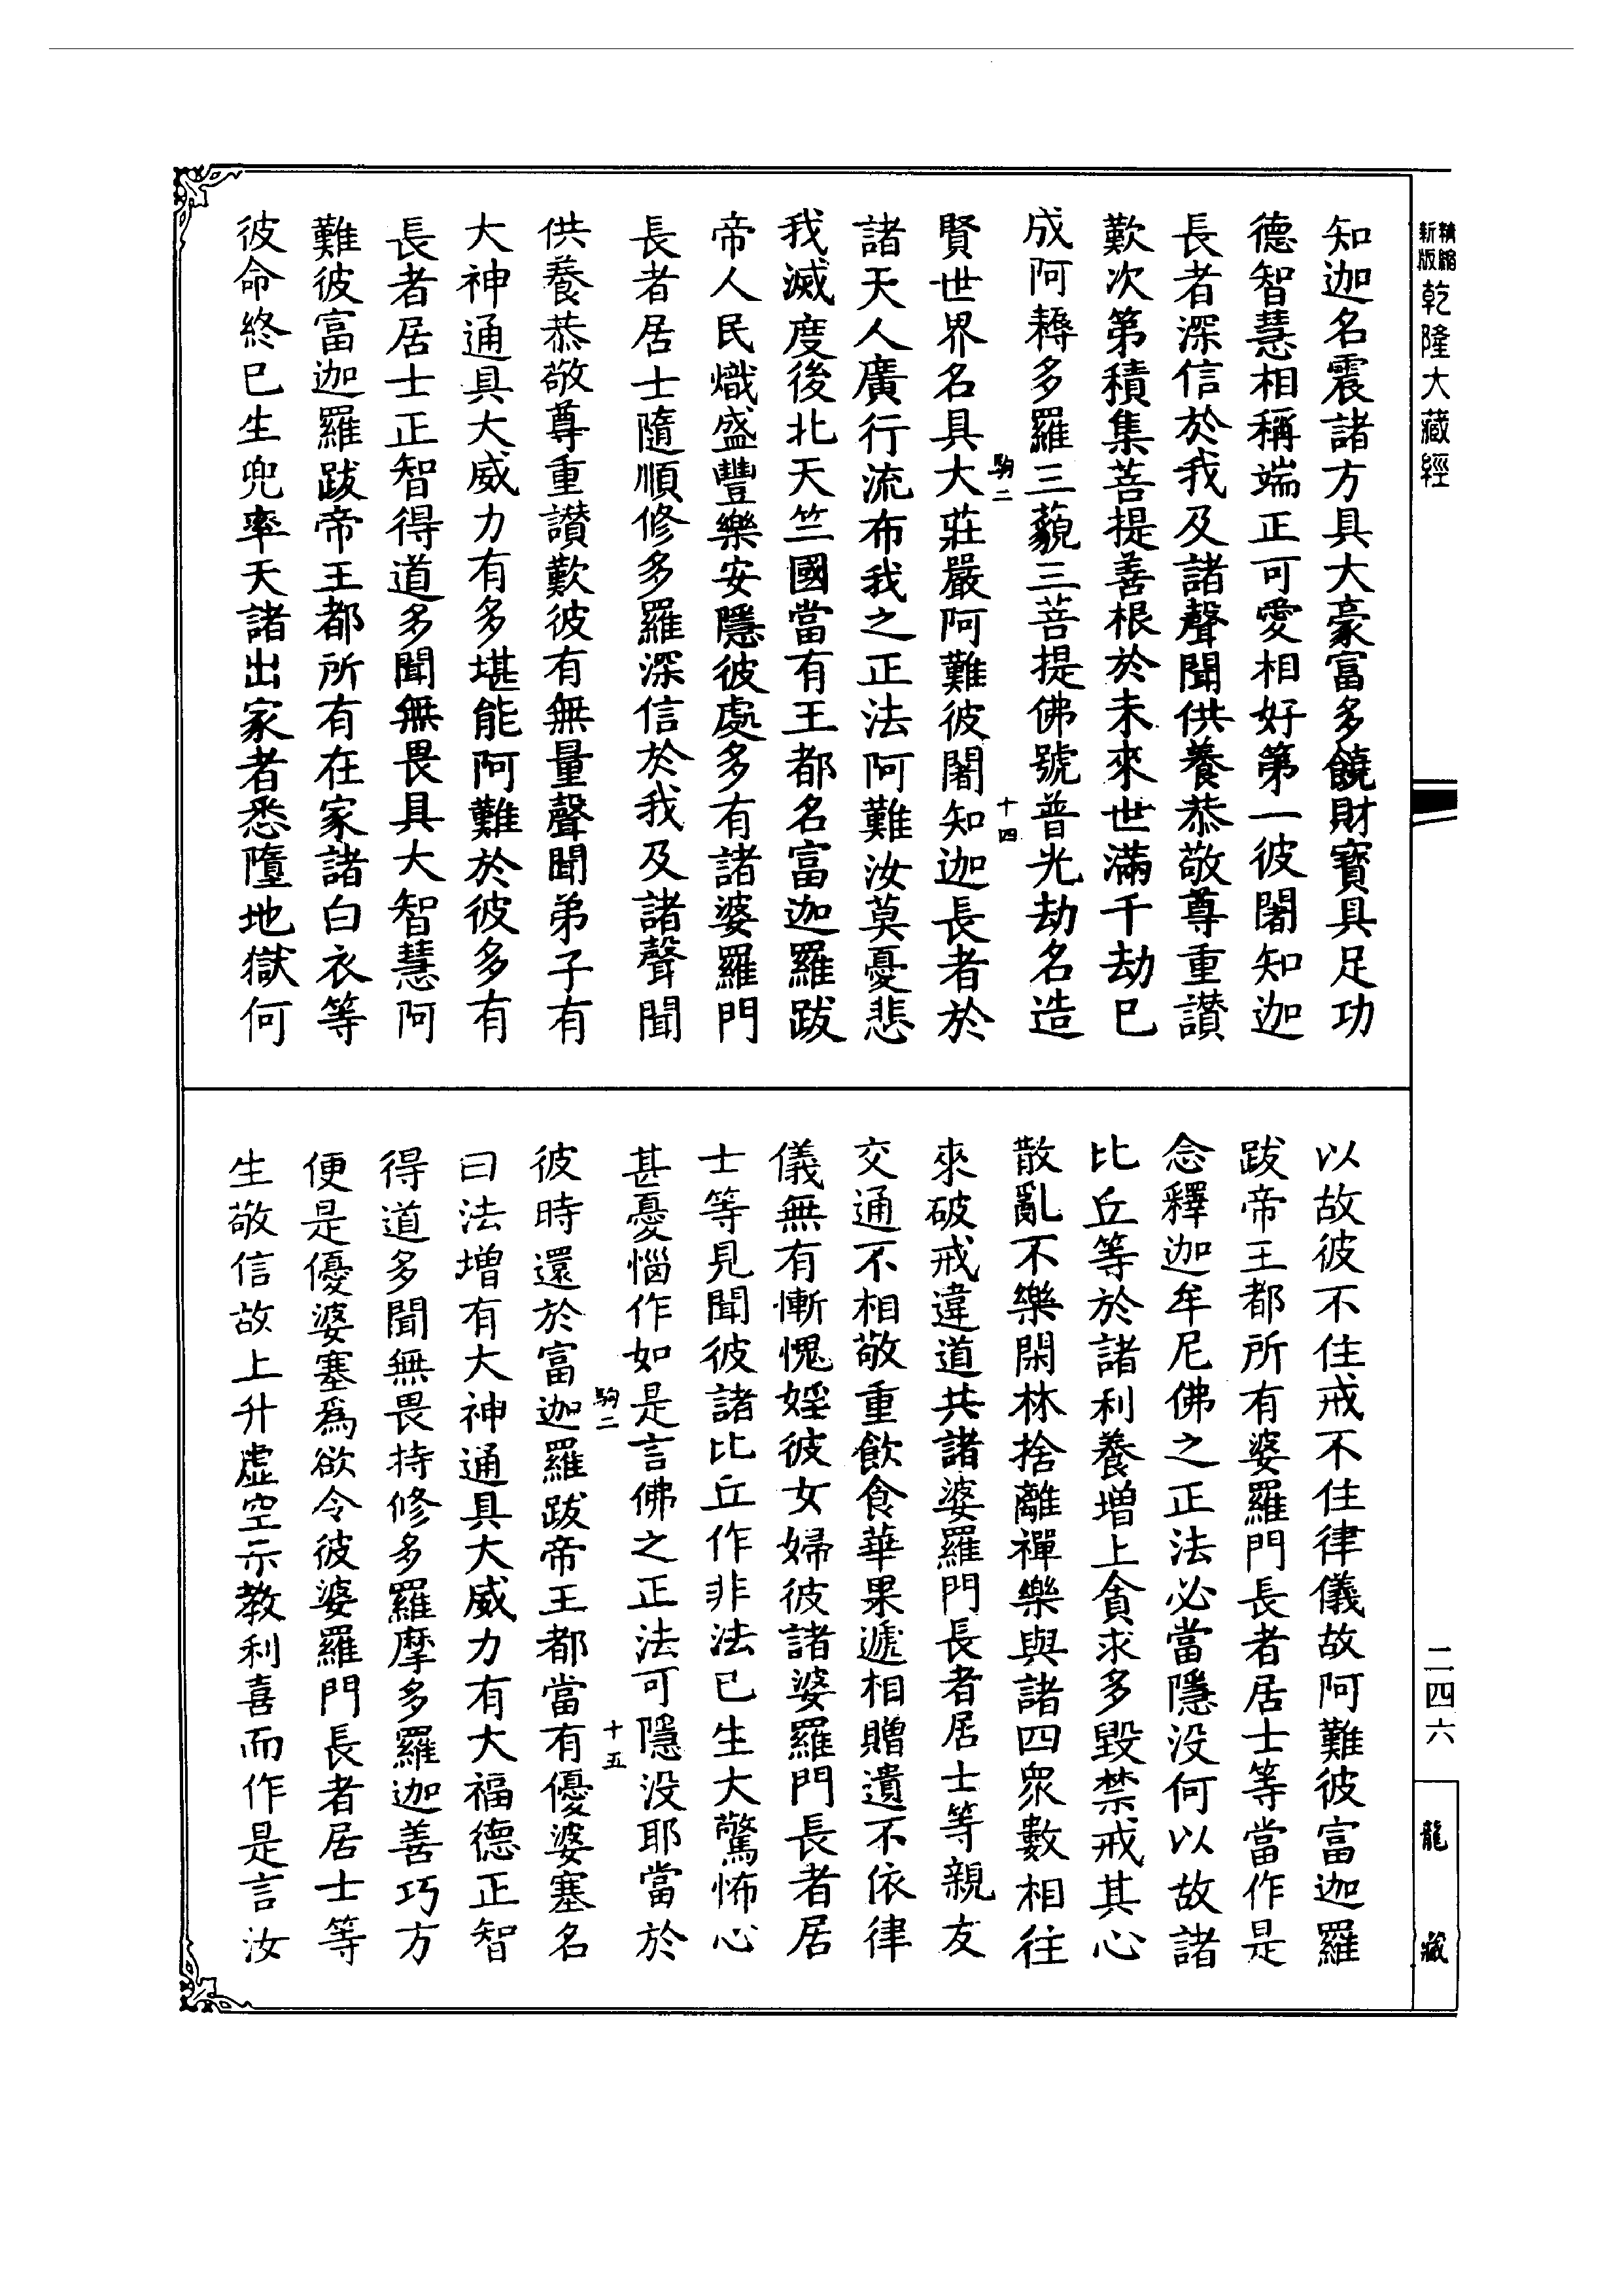 精縮新版乾隆大藏經
知迦名震諸方具大豪富多饒財寶具足功
德智慧相稱端正可愛相好第一彼闍知迦
長者深信於我及諸聲聞供養恭敬尊重讚
歎次第積集菩提善根於未來世滿千劫已
成阿耨多羅三藐三菩提佛號普光劫名造
駒二
十四
賢世界名具大莊嚴阿難彼闍知迦長者於
諸天人廣行流布我之正法阿難汝莫憂悲
我滅度後北天竺國當有王都名富迦羅跋
帝人民熾盛豐樂安隱彼處多有諸婆羅門
長者居士隨順修多羅深信於我及諸聲聞
供養恭敬尊重讚歎彼有無量聲聞弟子有
大神通具大威力有多堪能阿難於彼多有
長者居士正智得道多聞無畏具大智慧阿
難彼富迦羅跋帝王都所有在家諸白衣等
彼命終已生兜率天諸出家者悉墮地獄何
以故彼不住戒不住律儀故阿難彼富迦羅
跋帝王都所有婆羅門長者居士等當作是
念釋迦牟尼佛之正法必當隱没何以故諸
比丘等於諸利養增上貪求多毀禁戒其心
散亂不樂閑林捨離禪樂與諸四衆數相往
來破戒違道共諸婆羅門長者居士等親友
交通不相敬重飲食華果遞相贈遺不依律
儀無有慚愧婬彼女婦彼諸婆羅門長者居
士等見聞彼諸比丘作非法已生大驚怖心
甚憂惱作如是言佛之正法可隱没耶當於
駒二
十五
彼時還於富迦羅跋帝王都當有優婆塞名
曰法增有大神通具大威力有大福德正智
得道多聞無畏持修多羅摩多羅迦善巧方
便是優婆塞爲欲令彼婆羅門長者居士等
生敬信故上升虛空示教利喜而作是言汝
二四六
龍藏